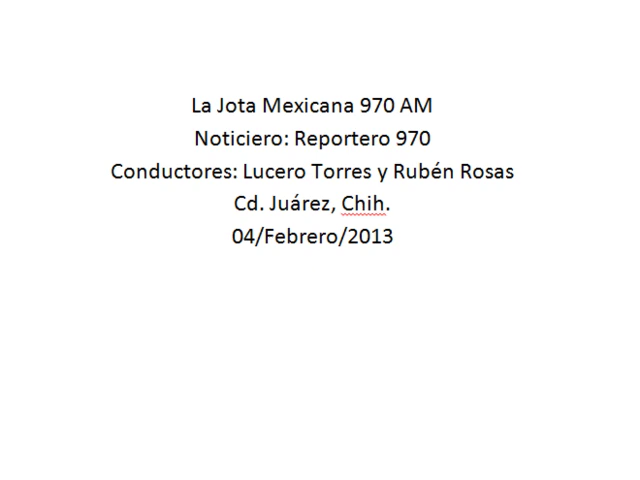 La Jota Mexicana 970 AM
Noticiero: Reportero 970
Conductores: Lucero Torres y Rubén Rosas
Cd. Juárez, Chih.
04/Febrero/2013